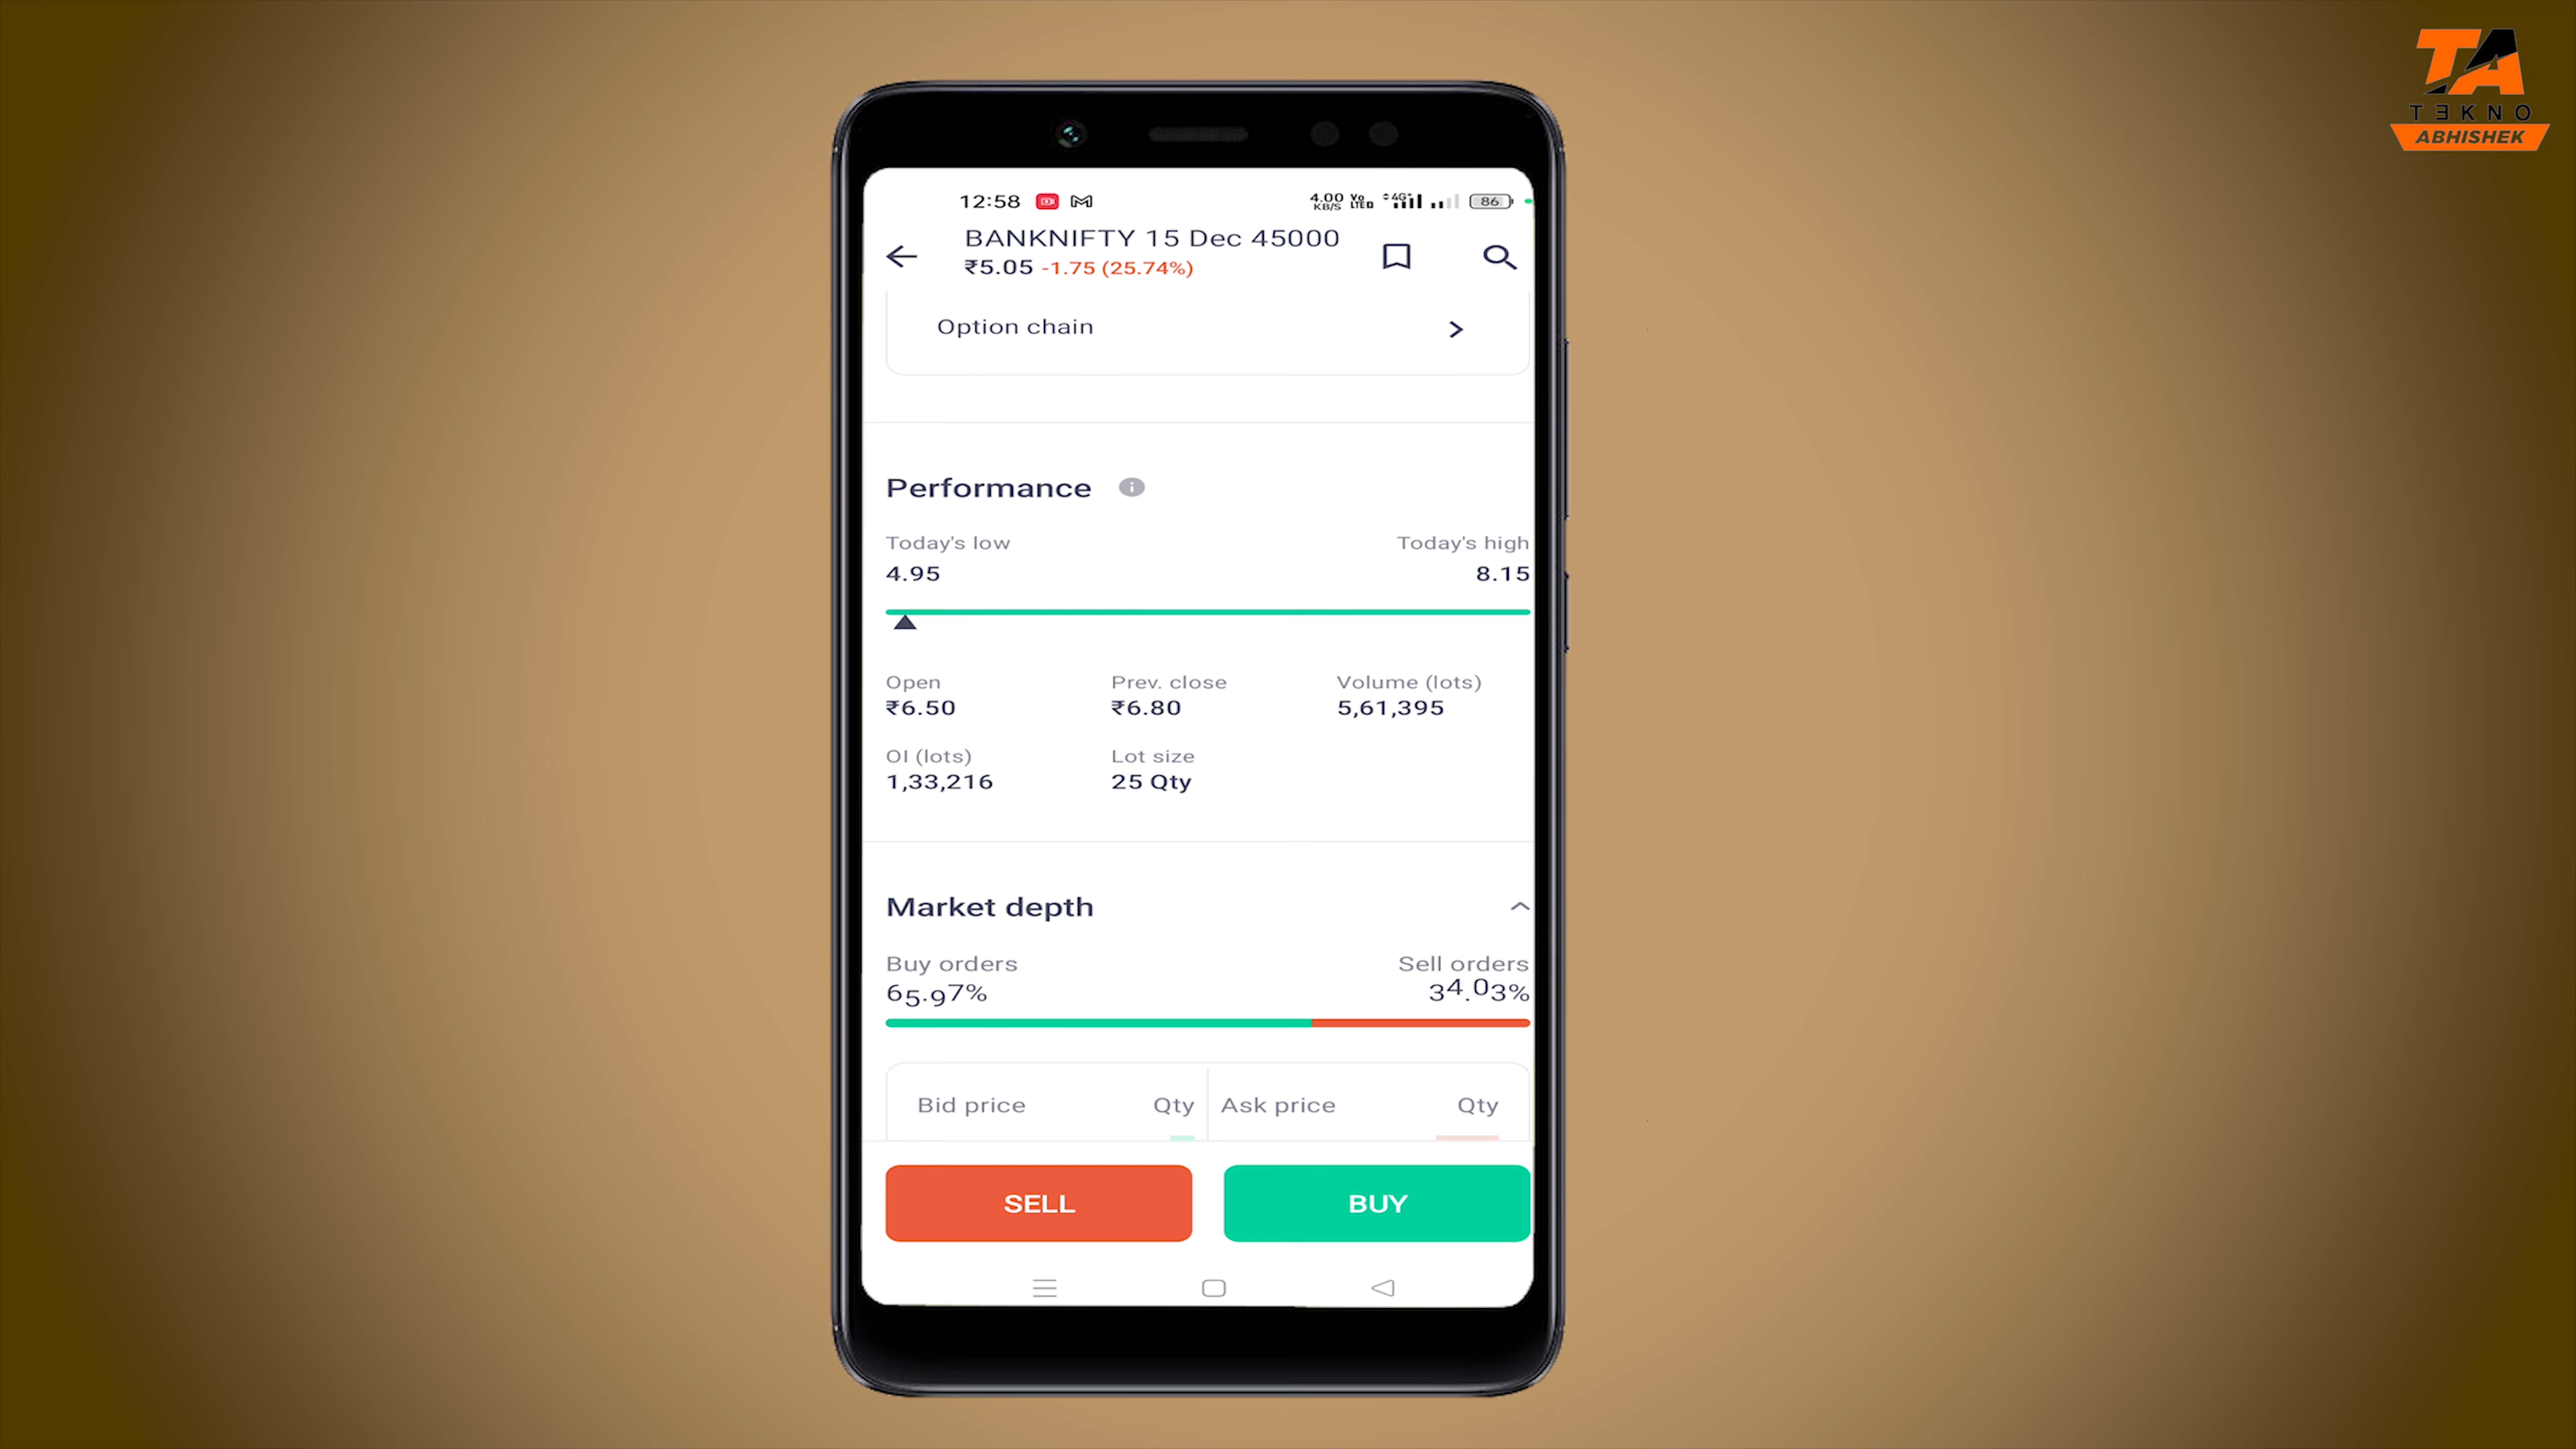 TA
TEKNO
ABHISHEK
12:58
4.00 KB/S Vo LTE 4G+ 86
BANKNIFTY 15 Dec 45000
₹5.05 -1.75 (25.74%)
Option chain
Performance
Today's low Today's high
4.95 8.15
Open Prev. close Volume (lots)
₹6.50 ₹6.80 5,61,395
OI (lots) Lot size
1,33,216 25 Qty
Market depth
Buy orders Sell orders
65.97% 34.03%
Bid price Qty Ask price Qty
SELL BUY